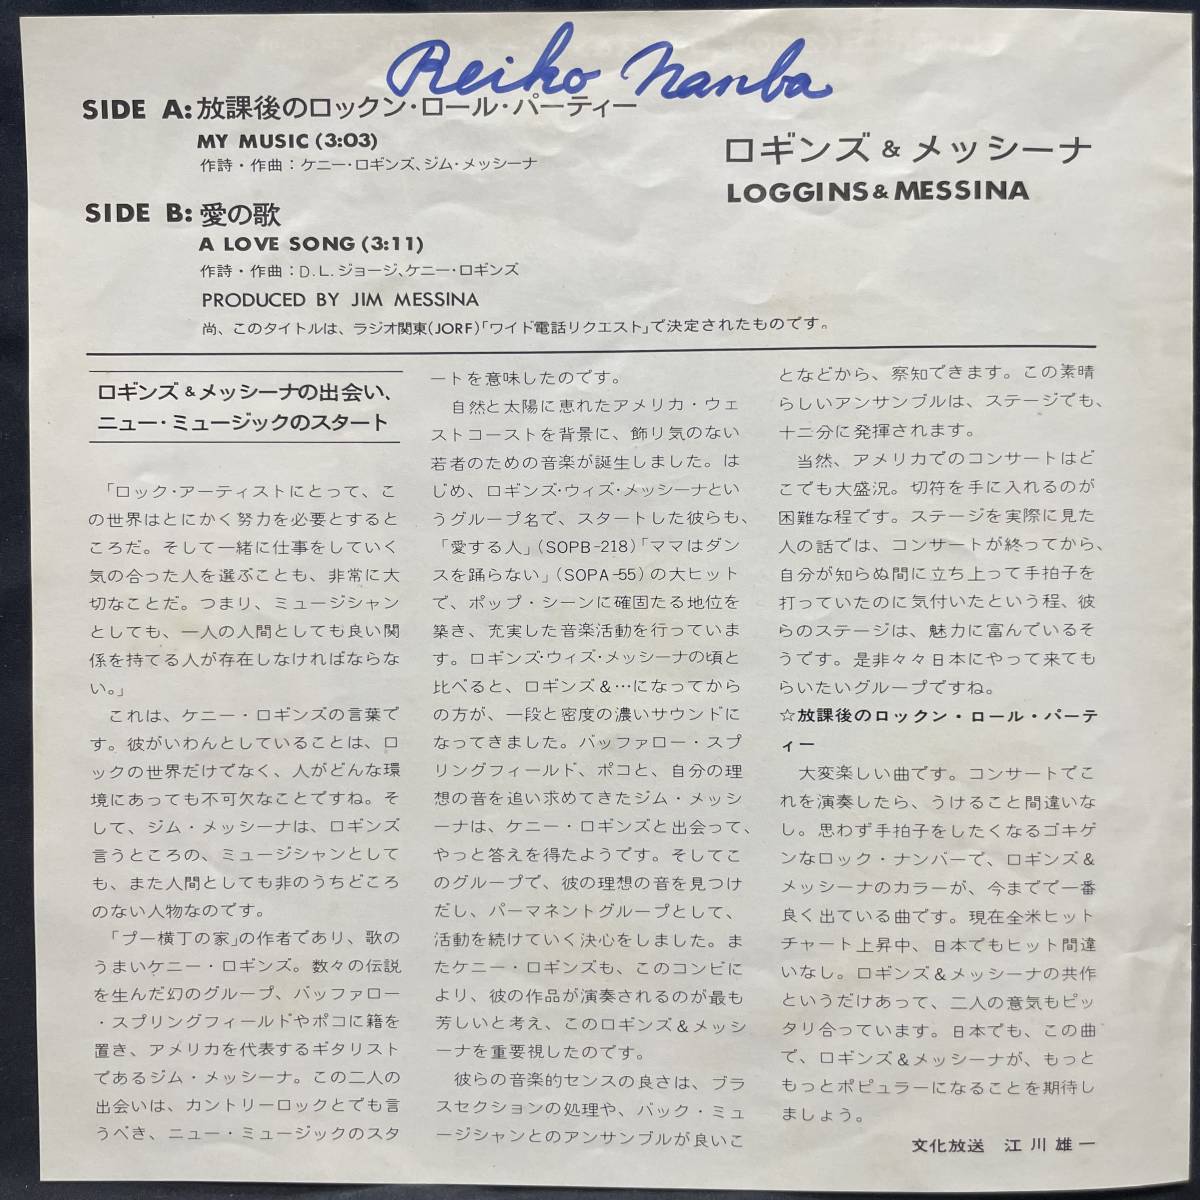 Reiko Nanba
SIDE A: 放課後のロックン・ロール・パーティー
MY MUSIC (3:03)
作詩・作曲：ケニー・ロギンズ、ジム・メッシーナ
ロギンズ & メッシーナ
LOGGINS & MESSINA
SIDE B: 愛の歌
A LOVE SONG (3:11)
作詩・作曲：D.L.ジョージ、ケニー・ロギンズ
PRODUCED BY JIM MESSINA
尚、このタイトルは、ラジオ関東(JORF)「ワイド電話リクエスト」で決定されたものです。
ロギンズ&メッシーナの出会い、
ニュー・ミュージックのスタート
「ロック・アーティストにとって、こ
の世界はとにかく努力を必要とすると
ころだ。そして一緒に仕事をしていく
気の合った人を選ぶことも、非常に大
切なことだ。つまり、ミュージシャン
としても、一人の人間としても良い関
係を持てる人が存在しなければならな
い。」
これは、ケニー・ロギンズの言葉で
す。彼がいわんとしていることは、ロ
ックの世界だけでなく、人がどんな環
境にあっても不可欠なことですね。そ
して、ジム・メッシーナは、ロギンズ
言うところの、ミュージシャンとして
も、また人間としても非のうちどころ
のない人物なのです。
「プー横丁の家」の作者であり、歌の
うまいケニー・ロギンズ。数々の伝説
を生んだ幻のグループ、バッファロー
・スプリングフィールドやポコに籍を
置き、アメリカを代表するギタリスト
であるジム・メッシーナ。この二人の
出会いは、カントリーロックとでも言
うべき、ニュー・ミュージックのスタ
ートを意味したのです。
自然と太陽に恵れたアメリカ・ウェ
ストコーストを背景に、飾り気のない
若者のための音楽が誕生しました。は
じめ、ロギンズ・ウィズ・メッシーナとい
うグループ名で、スタートした彼らも、
「愛する人」(SOPB-218)「ママはダン
スを踊らない」(SOPA-55)の大ヒット
で、ポップ・シーンに確固たる地位を
築き、充実した音楽活動を行っていま
す。ロギンズ・ウィズ・メッシーナの頃と
比べると、ロギンズ&…になってから
の方が、一段と密度の濃いサウンドに
なってきました。バッファロー・スプ
リングフィールド、ポコと、自分の理
想の音を追い求めてきたジム・メッシ
ーナは、ケニー・ロギンズと出会って、
やっと答えを得たようです。そしてこ
のグループで、彼の理想の音を見つけ
だし、パーマネントグループとして、
活動を続けていく決心をしました。ま
たケニー・ロギンズも、このコンビに
より、彼の作品が演奏されるのが最も
芳しいと考え、このロギンズ&メッシ
ーナを重要視したのです。
彼らの音楽的センスの良さは、ブラ
スセクションの処理や、バック・ミュ
ージシャンとのアンサンブルが良いこ
となどから、察知できます。この素晴
らしいアンサンブルは、ステージでも、
十二分に発揮されます。
当然、アメリカでのコンサートはど
こでも大盛況。切符を手に入れるのが
困難な程です。ステージを実際に見た
人の話では、コンサートが終ってから、
自分が知らぬ間に立ち上って手拍子を
打っていたのに気付いたという程、彼
らのステージは、魅力に富んでいるそ
うです。是非々々日本にやって来ても
らいたいグループですね。
☆放課後のロックン・ロール・パーテ
ィー
大変楽しい曲です。コンサートでこ
れを演奏したら、うけること間違いな
し。思わず手拍子をしたくなるゴキゲ
ンなロック・ナンバーで、ロギンズ&
メッシーナのカラーが、今までで一番
良く出ている曲です。現在全米ヒット
チャート上昇中、日本でもヒット間違
いなし。ロギンズ&メッシーナの共作
というだけあって、二人の意気もピッ
タリ合っています。日本でも、この曲
で、ロギンズ&メッシーナが、もっと
もっとポピュラーになることを期待し
ましょう。
文化放送　江川雄一